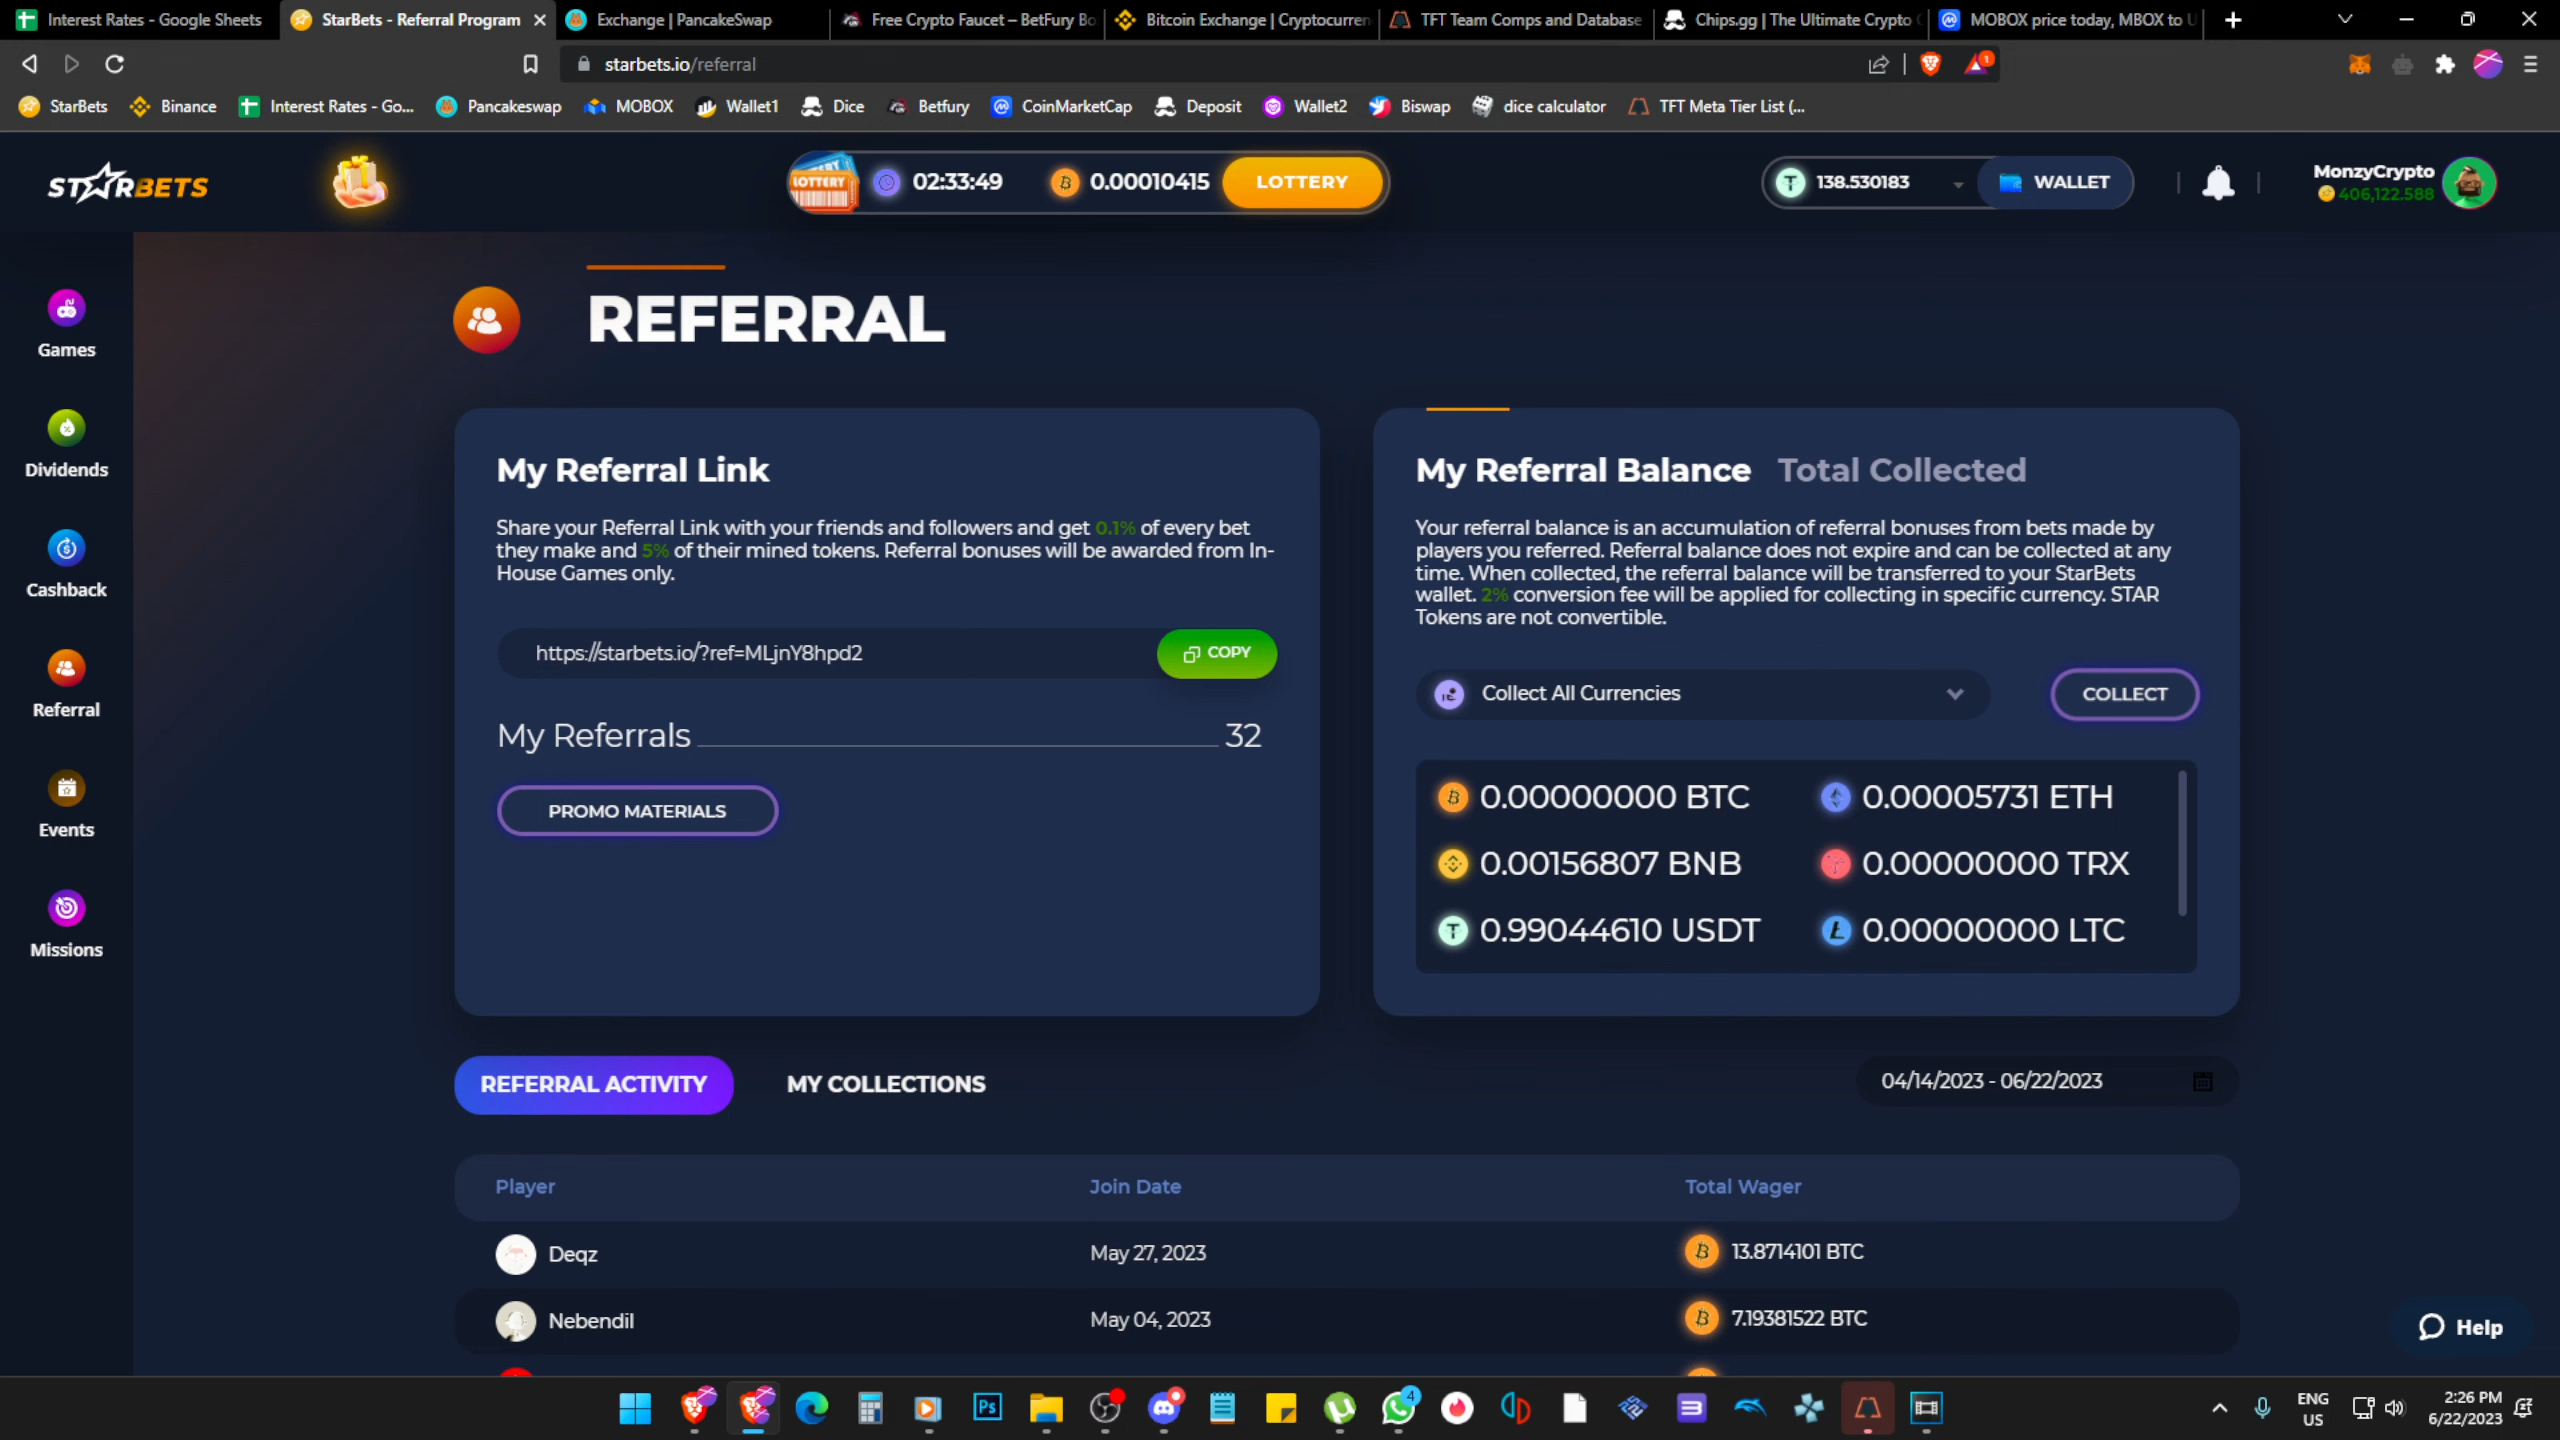 Interest Rates - Google Sheets
StarBets - Referral Program
Exchange | PancakeSwap
Free Crypto Faucet – BetFury Bo
Bitcoin Exchange | Cryptocurren
TFT Team Comps and Database
Chips.gg | The Ultimate Crypto
MOBOX price today, MBOX to U
starbets.io/referral
1
StarBets
Binance
Interest Rates - Go...
Pancakeswap
MOBOX
Wallet1
Dice
Betfury
CoinMarketCap
Deposit
Wallet2
Biswap
dice calculator
TFT Meta Tier List (...
STARBETS
LOTTERY
02:33:49
0.00010415
LOTTERY
138.530183
WALLET
MonzyCrypto
406,122.588
Games
Dividends
Cashback
Referral
Events
Missions
REFERRAL
My Referral Link
Share your Referral Link with your friends and followers and get 0.1% of every bet
they make and 5% of their mined tokens. Referral bonuses will be awarded from In-
House Games only.
https://starbets.io/?ref=MLjnY8hpd2
COPY
My Referrals 32
PROMO MATERIALS
My Referral Balance Total Collected
Your referral balance is an accumulation of referral bonuses from bets made by
players you referred. Referral balance does not expire and can be collected at any
time. When collected, the referral balance will be transferred to your StarBets
wallet. 2% conversion fee will be applied for collecting in specific currency. STAR
Tokens are not convertible.
Collect All Currencies
COLLECT
0.00000000 BTC 0.00005731 ETH
0.00156807 BNB 0.00000000 TRX
0.99044610 USDT 0.00000000 LTC
REFERRAL ACTIVITY
MY COLLECTIONS
04/14/2023 - 06/22/2023
Player Join Date Total Wager
Deqz May 27, 2023 13.8714101 BTC
Nebendil May 04, 2023 7.19381522 BTC
Help
Ps
4
ENG
US
2:26 PM
6/22/2023